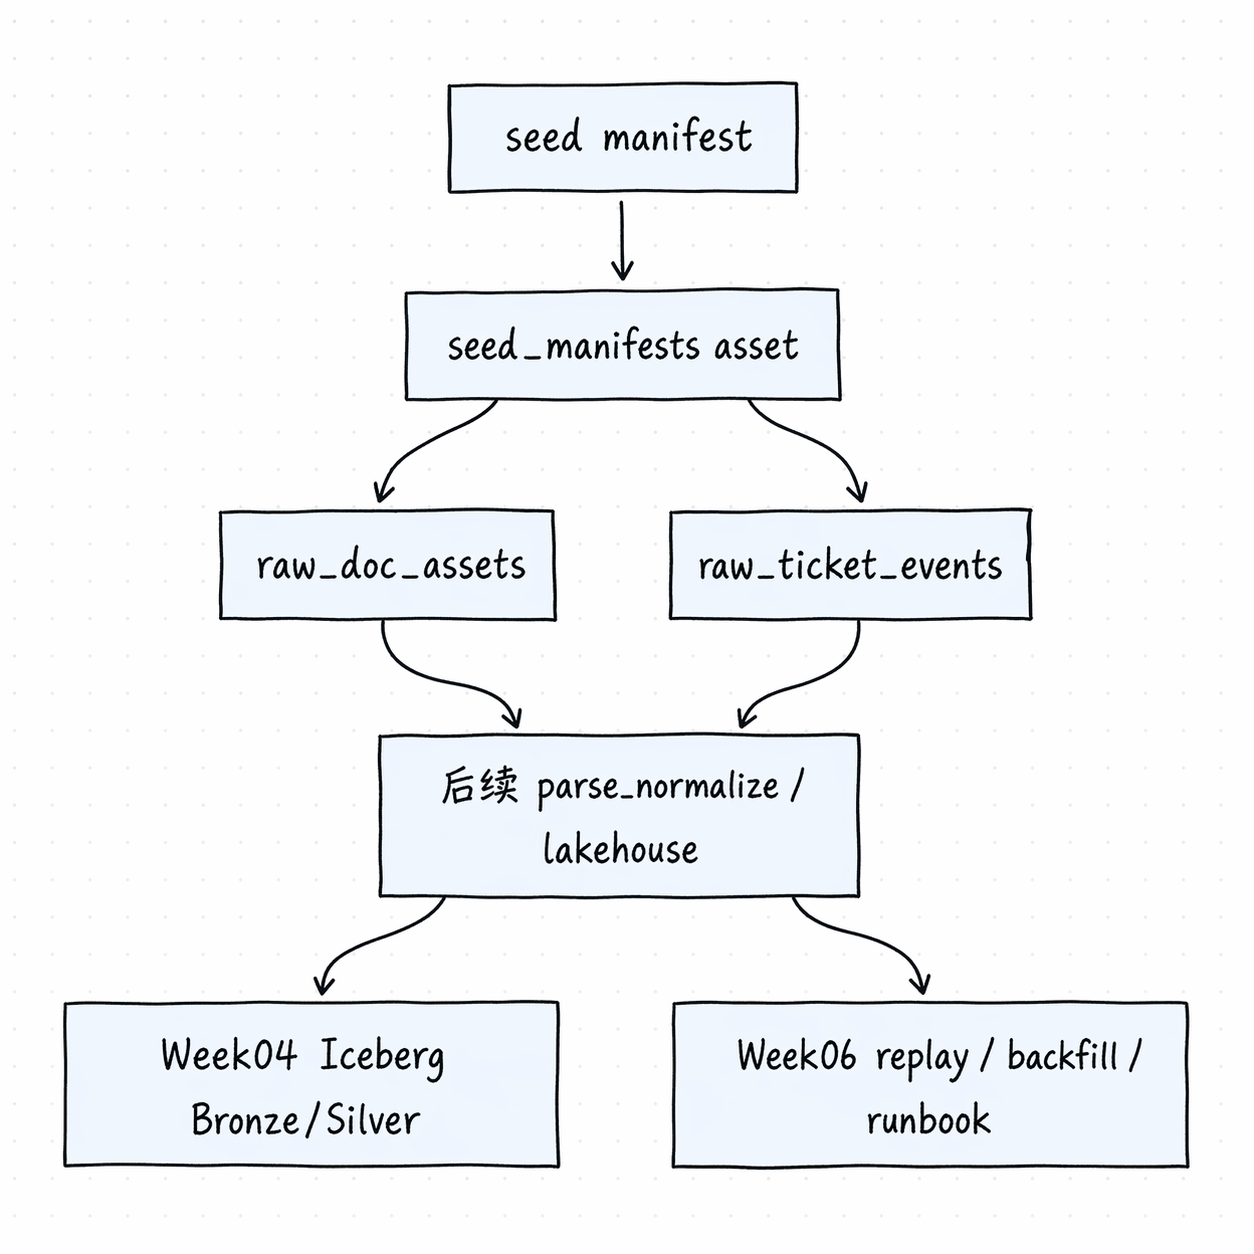 seed manifest
seed_manifests asset
raw_doc_assets
raw_ticket_events
后续 parse_normalize /
lakehouse
Week04 Iceberg
Bronze/Silver
Week06 replay / backfill /
runbook